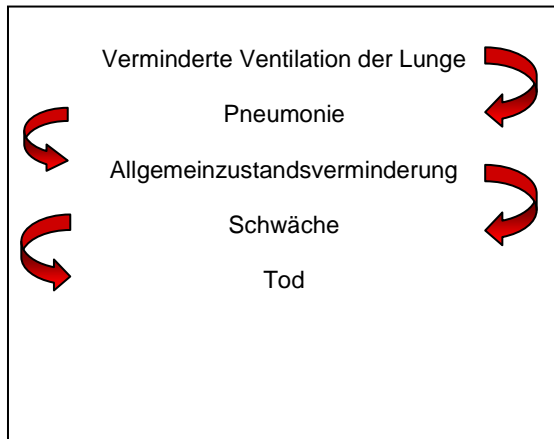 Verminderte Ventilation der Lunge
Pneumonie
Allgemeinzustandsverminderung
Schwäche
Tod